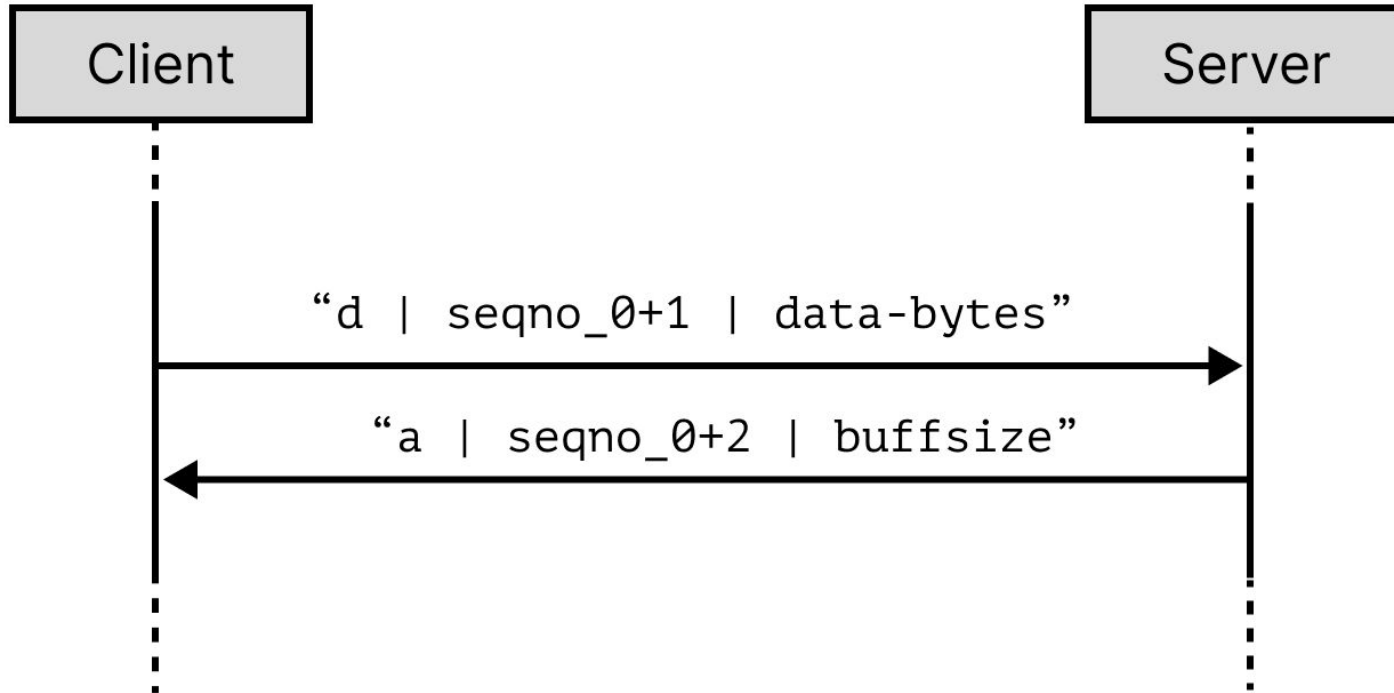 Client
Server
“d | seqno_0+1 | data-bytes”
“a | seqno_0+2 | buffsize”